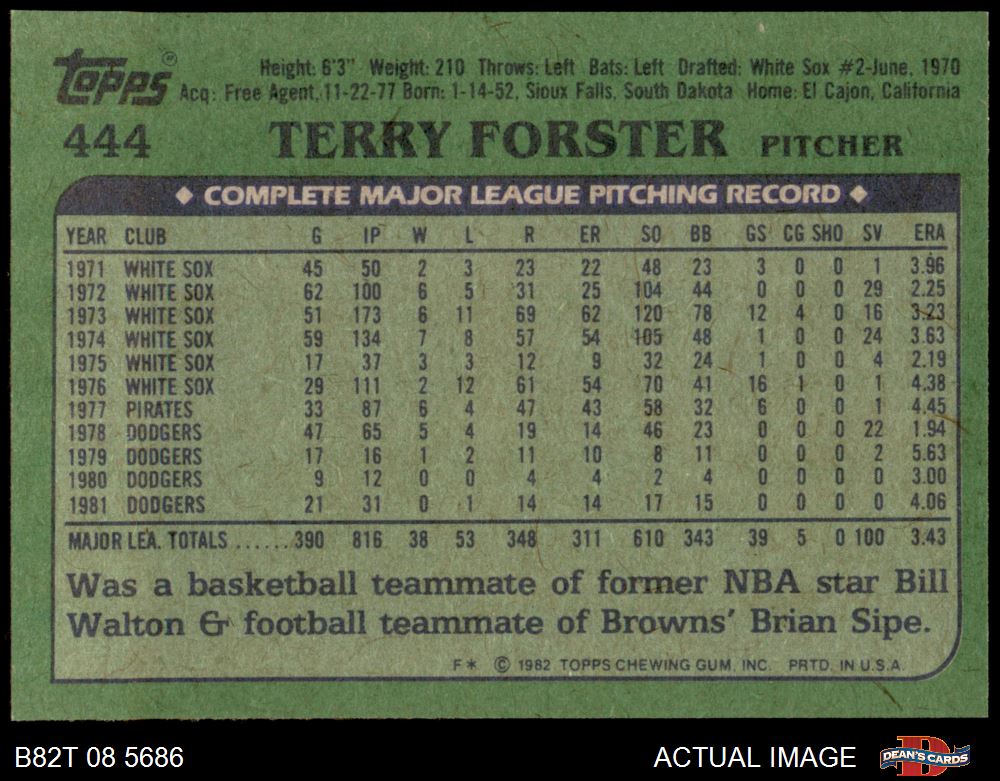 Topps ® Height: 6'3" Weight: 210 Throws: Left Bats: Left Drafted: White Sox #2-June, 1970
Acq: Free Agent, 11-22-77 Born: 1-14-52, Sioux Falls, South Dakota Home: El Cajon, California
444 TERRY FORSTER PITCHER
◆ COMPLETE MAJOR LEAGUE PITCHING RECORD ◆
YEAR CLUB G IP W L R ER SO BB GS CG SHO SV ERA
1971 WHITE SOX 45 50 2 3 23 22 48 23 3 0 0 1 3.96
1972 WHITE SOX 62 100 6 5 31 25 104 44 0 0 0 29 2.25
1973 WHITE SOX 51 173 6 11 69 62 120 78 12 4 0 16 3.23
1974 WHITE SOX 59 134 7 8 57 54 105 48 1 0 0 24 3.63
1975 WHITE SOX 17 37 3 3 12 9 32 24 1 0 0 4 2.19
1976 WHITE SOX 29 111 2 12 61 54 70 41 16 1 0 1 4.38
1977 PIRATES 33 87 6 4 47 43 58 32 6 0 0 1 4.45
1978 DODGERS 47 65 5 4 19 14 46 23 0 0 0 22 1.94
1979 DODGERS 17 16 1 2 11 10 8 11 0 0 0 2 5.63
1980 DODGERS 9 12 0 0 4 4 2 4 0 0 0 0 3.00
1981 DODGERS 21 31 0 1 14 14 17 15 0 0 0 0 4.06
MAJOR LEA. TOTALS ......390 816 38 53 348 311 610 343 39 5 0 100 3.43
Was a basketball teammate of former NBA star Bill
Walton & football teammate of Browns' Brian Sipe.
F* © 1982 TOPPS CHEWING GUM, INC. PRTD. IN U.S.A.
B82T 08 5686 ACTUAL IMAGE D DEAN'S CARDS